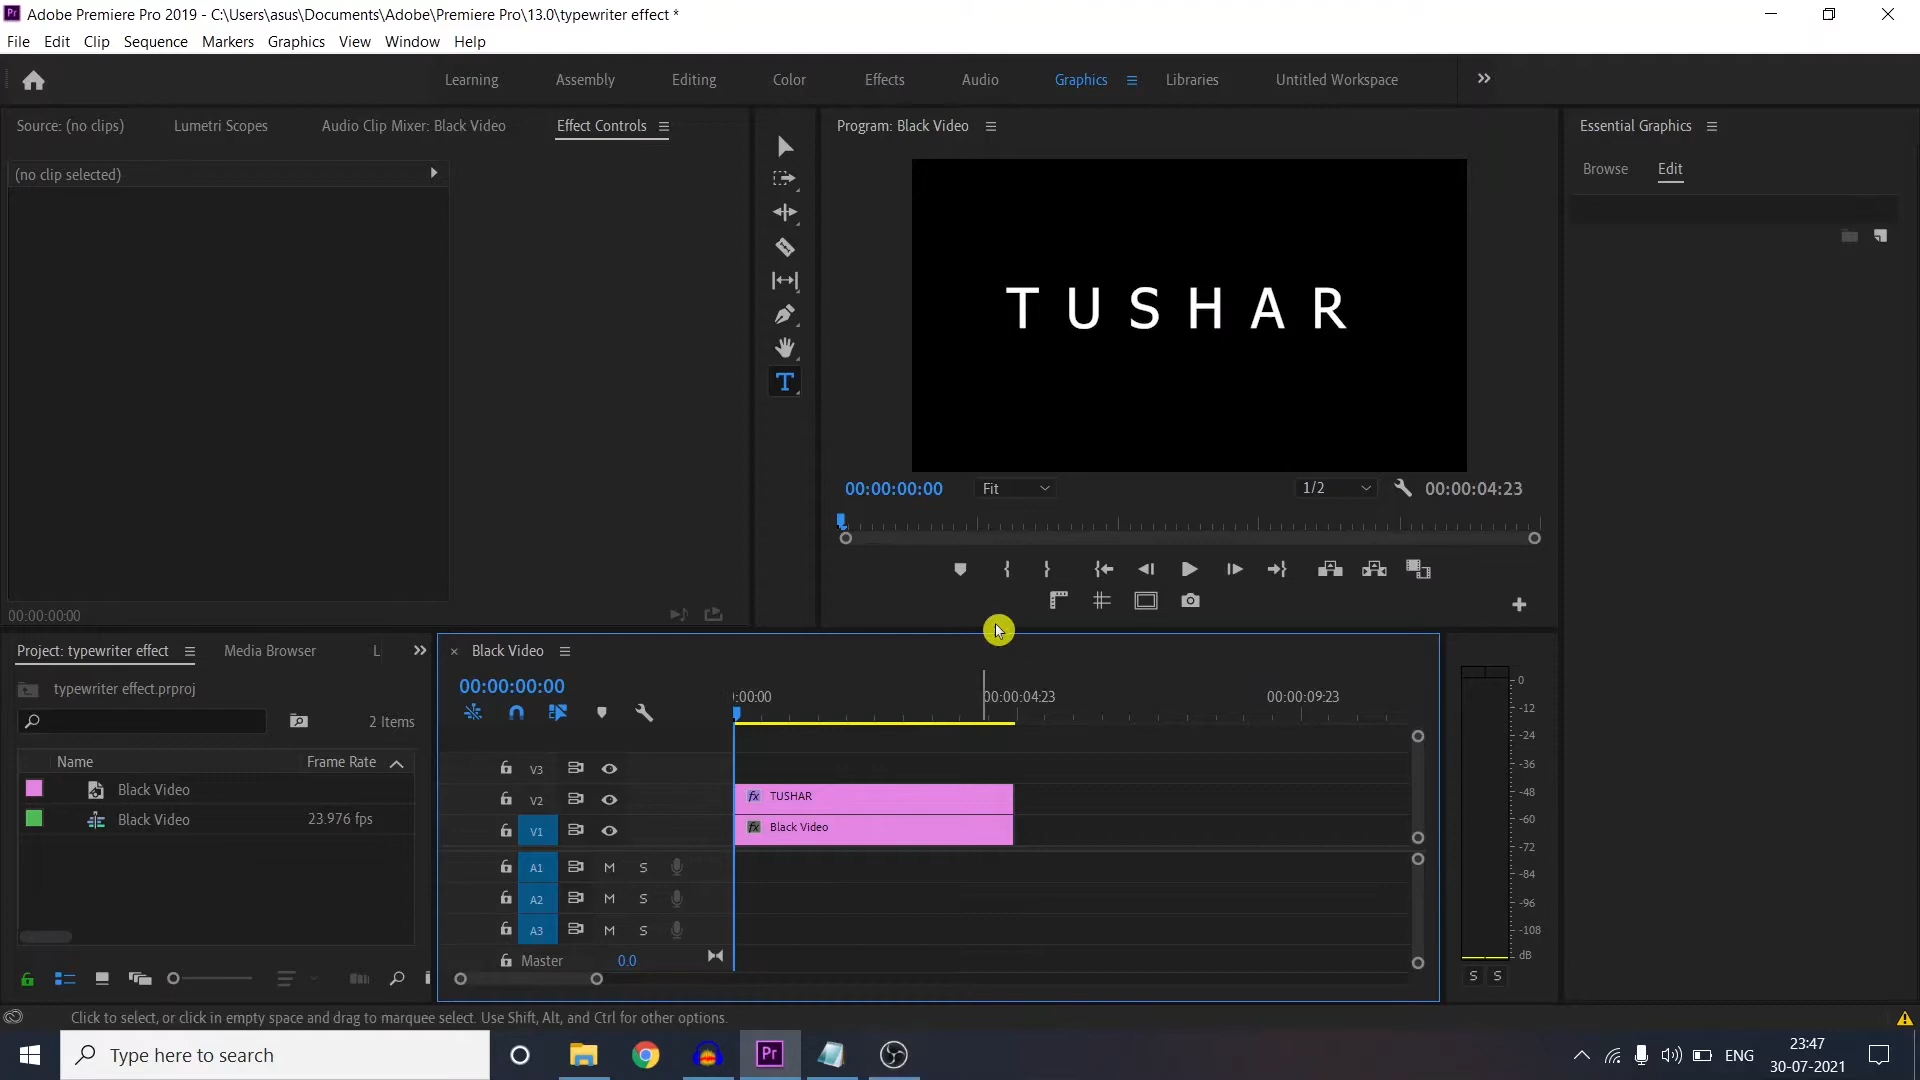 Pr Adobe Premiere Pro 2019 - C:\Users\asus\Documents\Adobe\Premiere Pro\13.0\typewriter effect *
File Edit Clip Sequence Markers Graphics View Window Help
Learning Assembly Editing Color Effects Audio Graphics Libraries Untitled Workspace
Source: (no clips) Lumetri Scopes Audio Clip Mixer: Black Video Effect Controls
(no clip selected)
00:00:00:00
T
Program: Black Video
T U S H A R
00:00:00:00 Fit 1/2 00:00:04:23
Essential Graphics
Browse Edit
Project: typewriter effect Media Browser L
typewriter effect.prproj
2 Items
Name Frame Rate
Black Video
Black Video 23.976 fps
× Black Video
00:00:00:00
:00:00 00:00:04:23 00:00:09:23
V3
V2 fx TUSHAR
V1 fx Black Video
A1 M S
A2 M S
A3 M S
Master 0.0
0
-12
-24
-36
-48
-60
-72
-84
-96
-108
dB
S S
Click to select, or click in empty space and drag to marquee select. Use Shift, Alt, and Ctrl for other options.
Type here to search
Pr
ENG
23:47
30-07-2021